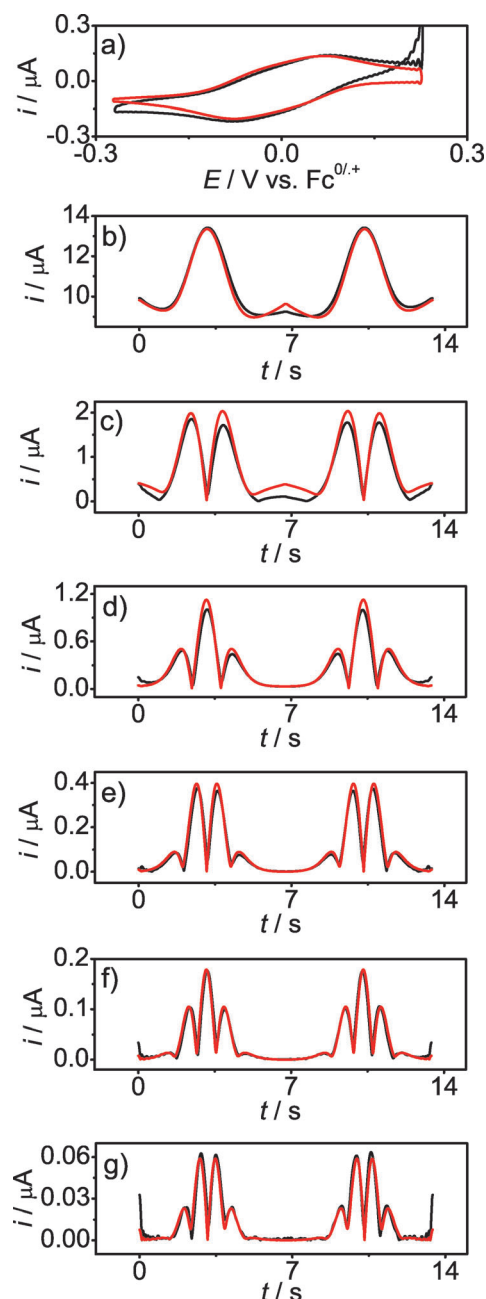 0.3
a)
0.0
-0.3
i / μA
-0.3 0.0 0.3
E / V vs. Fc0/.+
14
b)
12
10
i / μA
0 7 14
t / s
2
c)
1
0
i / μA
0 7 14
t / s
1.2
d)
0.6
0.0
i / μA
0 7 14
t / s
0.4
e)
0.2
0.0
i / μA
0 7 14
t / s
0.2
f)
0.1
0.0
i / μA
0 7 14
t / s
0.06
g)
0.03
0.00
i / μA
0 7 14
t / s